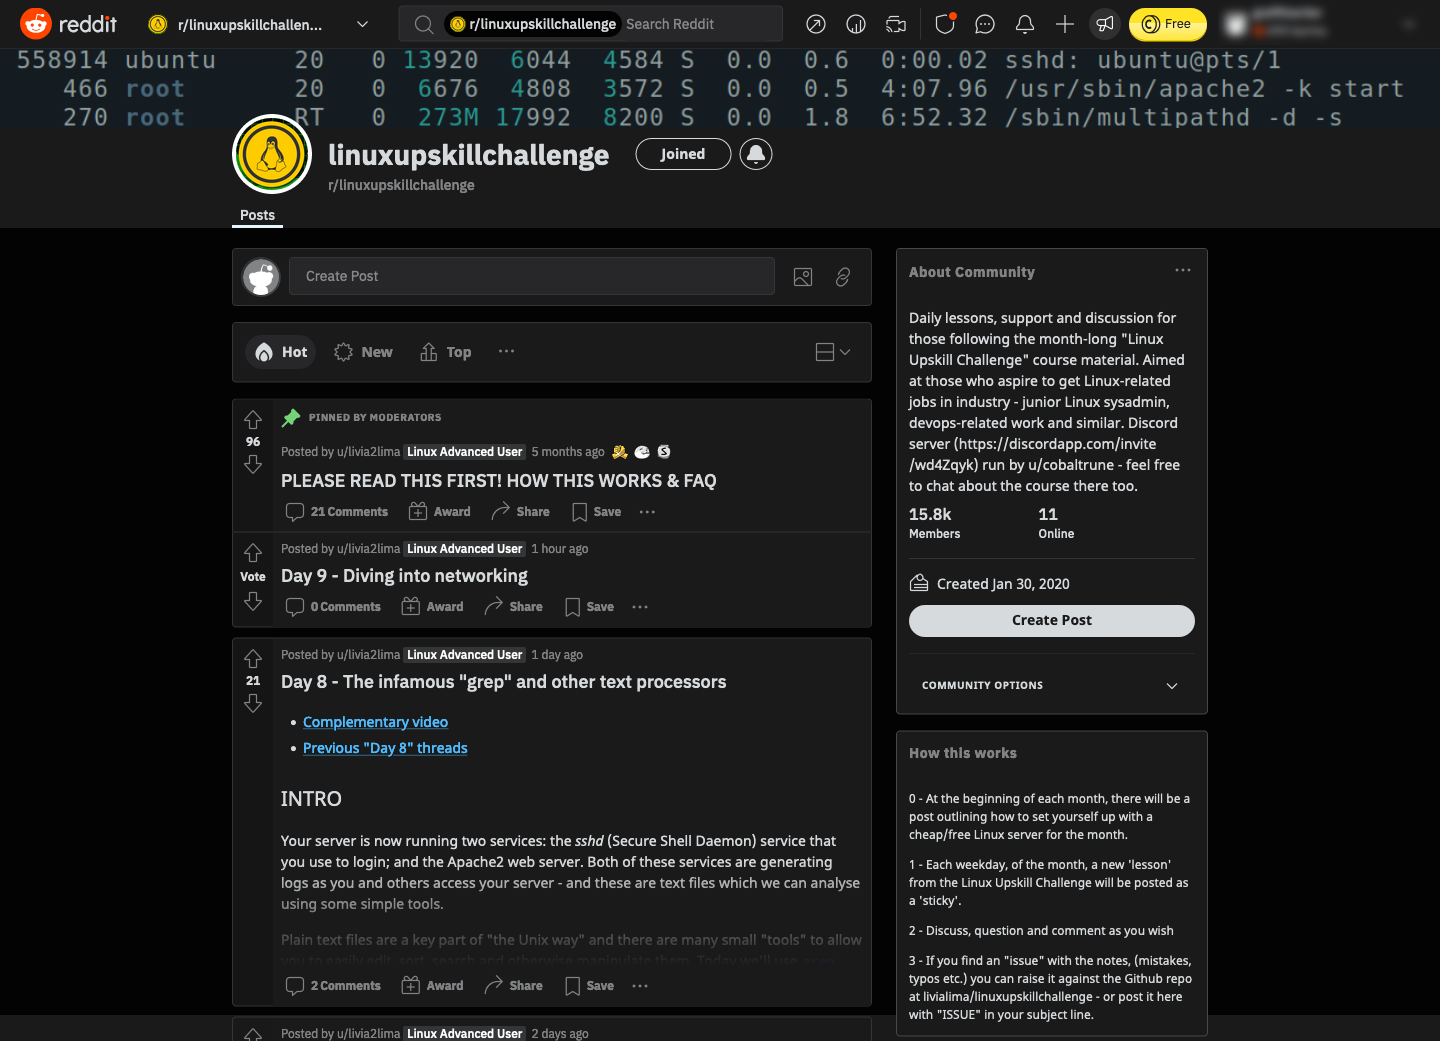 reddit
r/linuxupskillchallen...
r/linuxupskillchallenge Search Reddit
Free
558914 ubuntu 20 0 13920 6044 4584 S 0.0 0.6 0:00.02 sshd: ubuntu@pts/1
466 root 20 0 6676 4808 3572 S 0.0 0.5 4:07.96 /usr/sbin/apache2 -k start
270 root RT 0 273M 17992 8200 S 0.0 1.8 6:52.32 /sbin/multipathd -d -s
linuxupskillchallenge
Joined
r/linuxupskillchallenge
Posts
Create Post
Hot
New
Top
PINNED BY MODERATORS
96
Posted by u/livia2lima Linux Advanced User 5 months ago
PLEASE READ THIS FIRST! HOW THIS WORKS & FAQ
21 Comments Award Share Save
Posted by u/livia2lima Linux Advanced User 1 hour ago
Vote
Day 9 - Diving into networking
0 Comments Award Share Save
Posted by u/livia2lima Linux Advanced User 1 day ago
21
Day 8 - The infamous "grep" and other text processors
Complementary video
Previous "Day 8" threads
INTRO
Your server is now running two services: the sshd (Secure Shell Daemon) service that
you use to login; and the Apache2 web server. Both of these services are generating
logs as you and others access your server - and these are text files which we can analyse
using some simple tools.
Plain text files are a key part of "the Unix way" and there are many small "tools" to allow
you to easily edit, sort, search and otherwise manipulate them. Today we'll use grep,
2 Comments Award Share Save
Posted by u/livia2lima Linux Advanced User 2 days ago
About Community
Daily lessons, support and discussion for
those following the month-long "Linux
Upskill Challenge" course material. Aimed
at those who aspire to get Linux-related
jobs in industry - junior Linux sysadmin,
devops-related work and similar. Discord
server (https://discordapp.com/invite
/wd4Zqyk) run by u/cobaltrune - feel free
to chat about the course there too.
15.8k
Members
11
Online
Created Jan 30, 2020
Create Post
COMMUNITY OPTIONS
How this works
0 - At the beginning of each month, there will be a
post outlining how to set yourself up with a
cheap/free Linux server for the month.
1 - Each weekday, of the month, a new 'lesson'
from the Linux Upskill Challenge will be posted as
a 'sticky'.
2 - Discuss, question and comment as you wish
3 - If you find an "issue" with the notes, (mistakes,
typos etc.) you can raise it against the Github repo
at livialima/linuxupskillchallenge - or post it here
with "ISSUE" in your subject line.